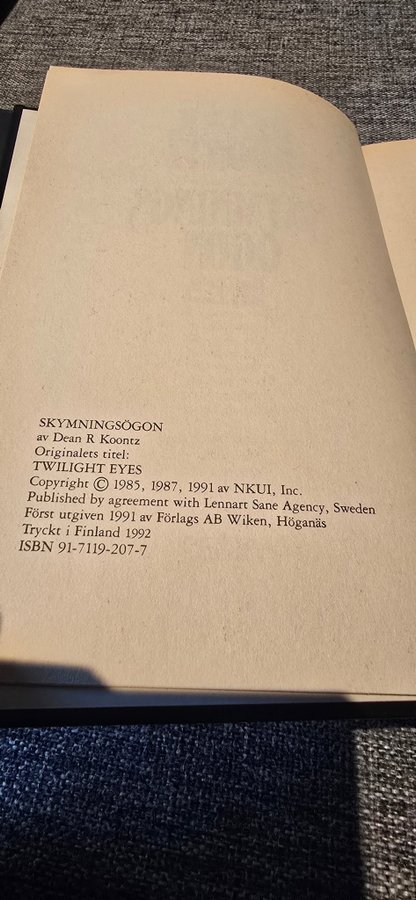 SKYMNINGSÖGON
av Dean R Koontz
Originalets titel:
TWILIGHT EYES
Copyright © 1985, 1987, 1991 av NKUI, Inc.
Published by agreement with Lennart Sane Agency, Sweden
Först utgiven 1991 av Förlags AB Wiken, Höganäs
Tryckt i Finland 1992
ISBN 91-7119-207-7